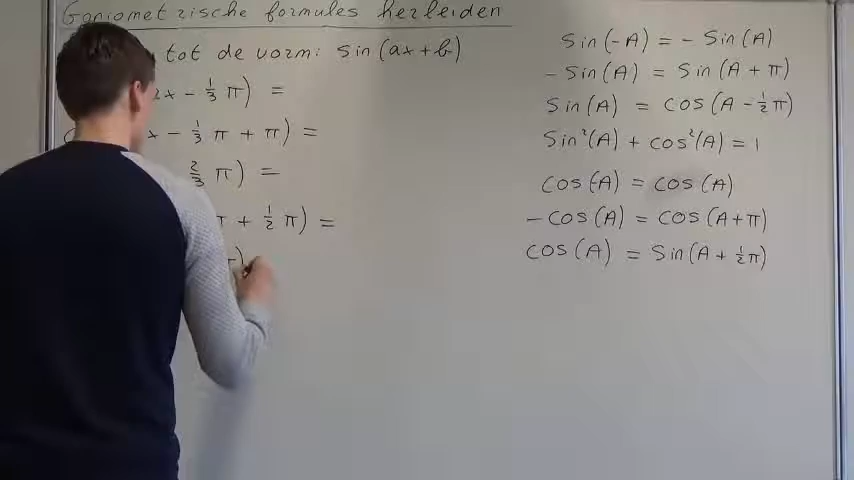 Goniometrische formules herleiden
tot de vorm: sin(ax+b)
2x - 1/3 π) =
x - 1/3 π + π) =
2/3 π) =
π + 1/2 π) =
sin(-A) = - sin(A)
- sin(A) = sin(A + π)
sin(A) = cos(A - 1/2 π)
sin²(A) + cos²(A) = 1
cos(-A) = cos(A)
- cos(A) = cos(A+π)
cos(A) = sin(A + 1/2 π)